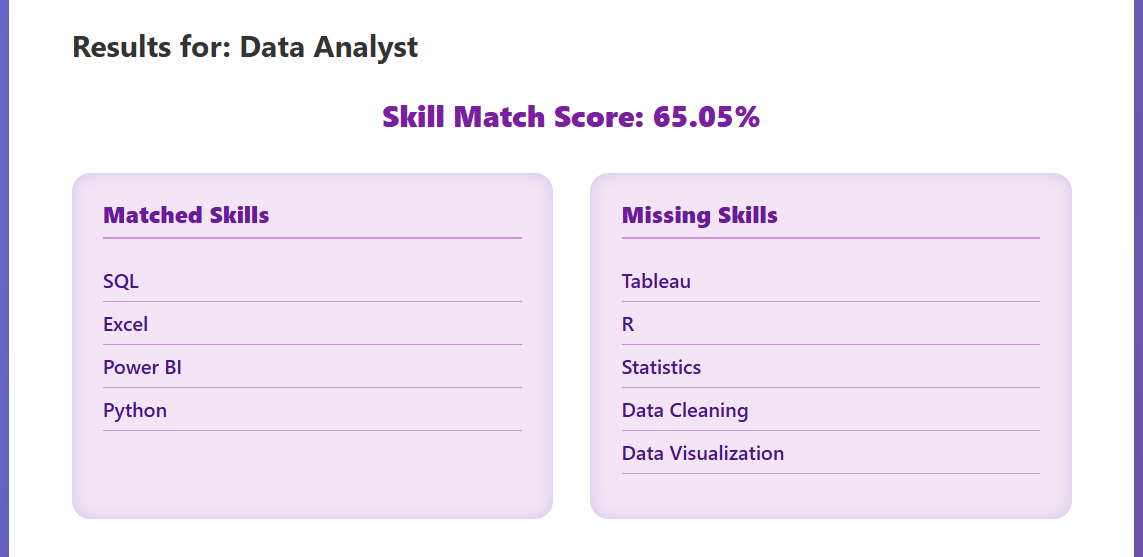 Results for: Data Analyst
Skill Match Score: 65.05%
Matched Skills
SQL
Excel
Power BI
Python
Missing Skills
Tableau
R
Statistics
Data Cleaning
Data Visualization